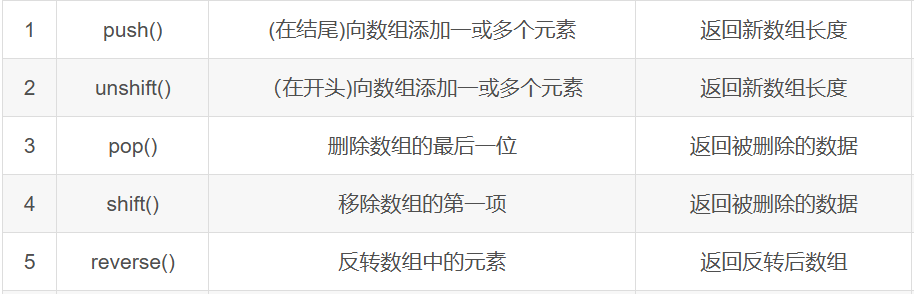 1 push() (在结尾)向数组添加一或多个元素 返回新数组长度
2 unshift() （在开头)向数组添加一或多个元素 返回新数组长度
3 pop() 删除数组的最后一位 返回被删除的数据
4 shift() 移除数组的第一项 返回被删除的数据
5 reverse() 反转数组中的元素 返回反转后数组